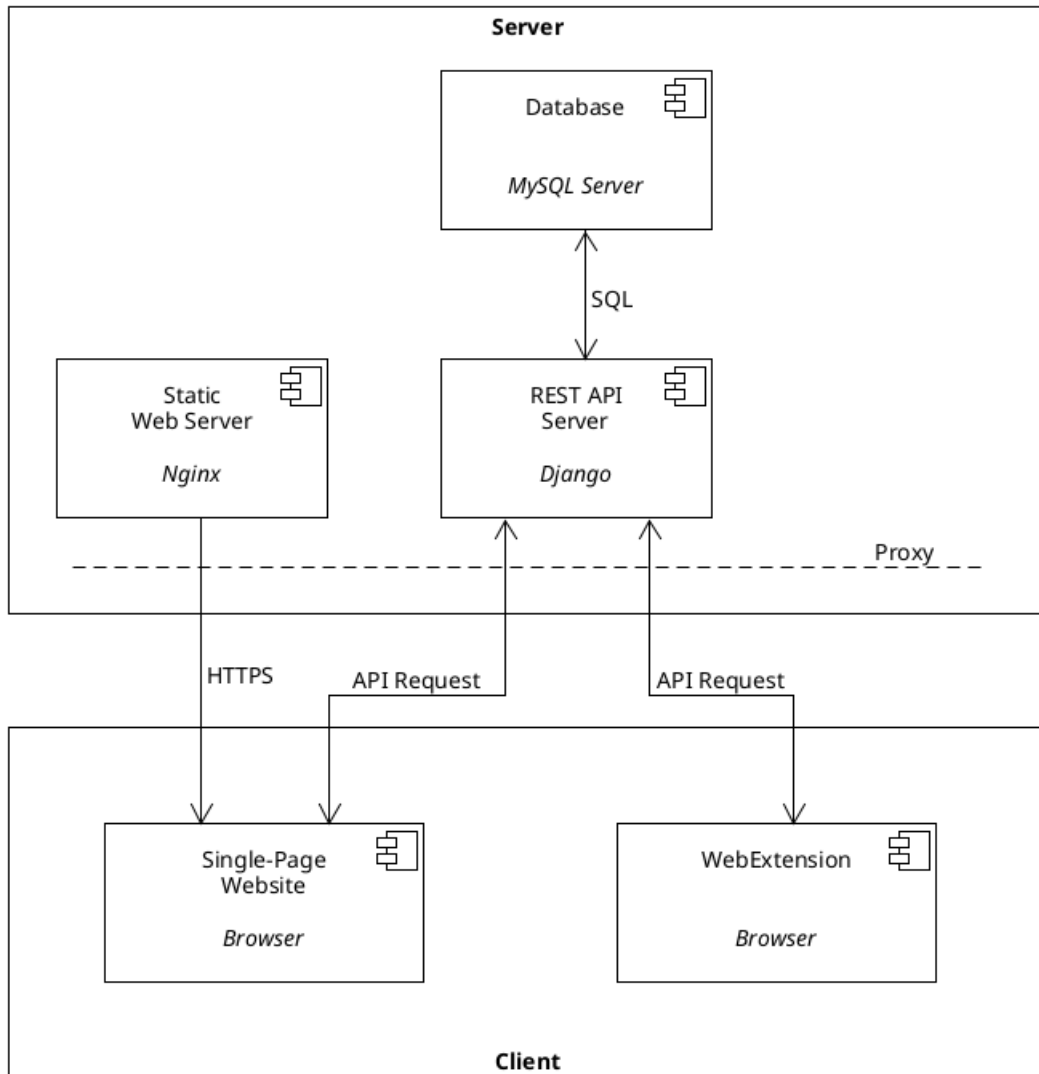 Server
Database
MySQL Server
SQL
Static
Web Server
Nginx
REST API
Server
Django
Proxy
HTTPS
API Request
API Request
Single-Page
Website
Browser
WebExtension
Browser
Client